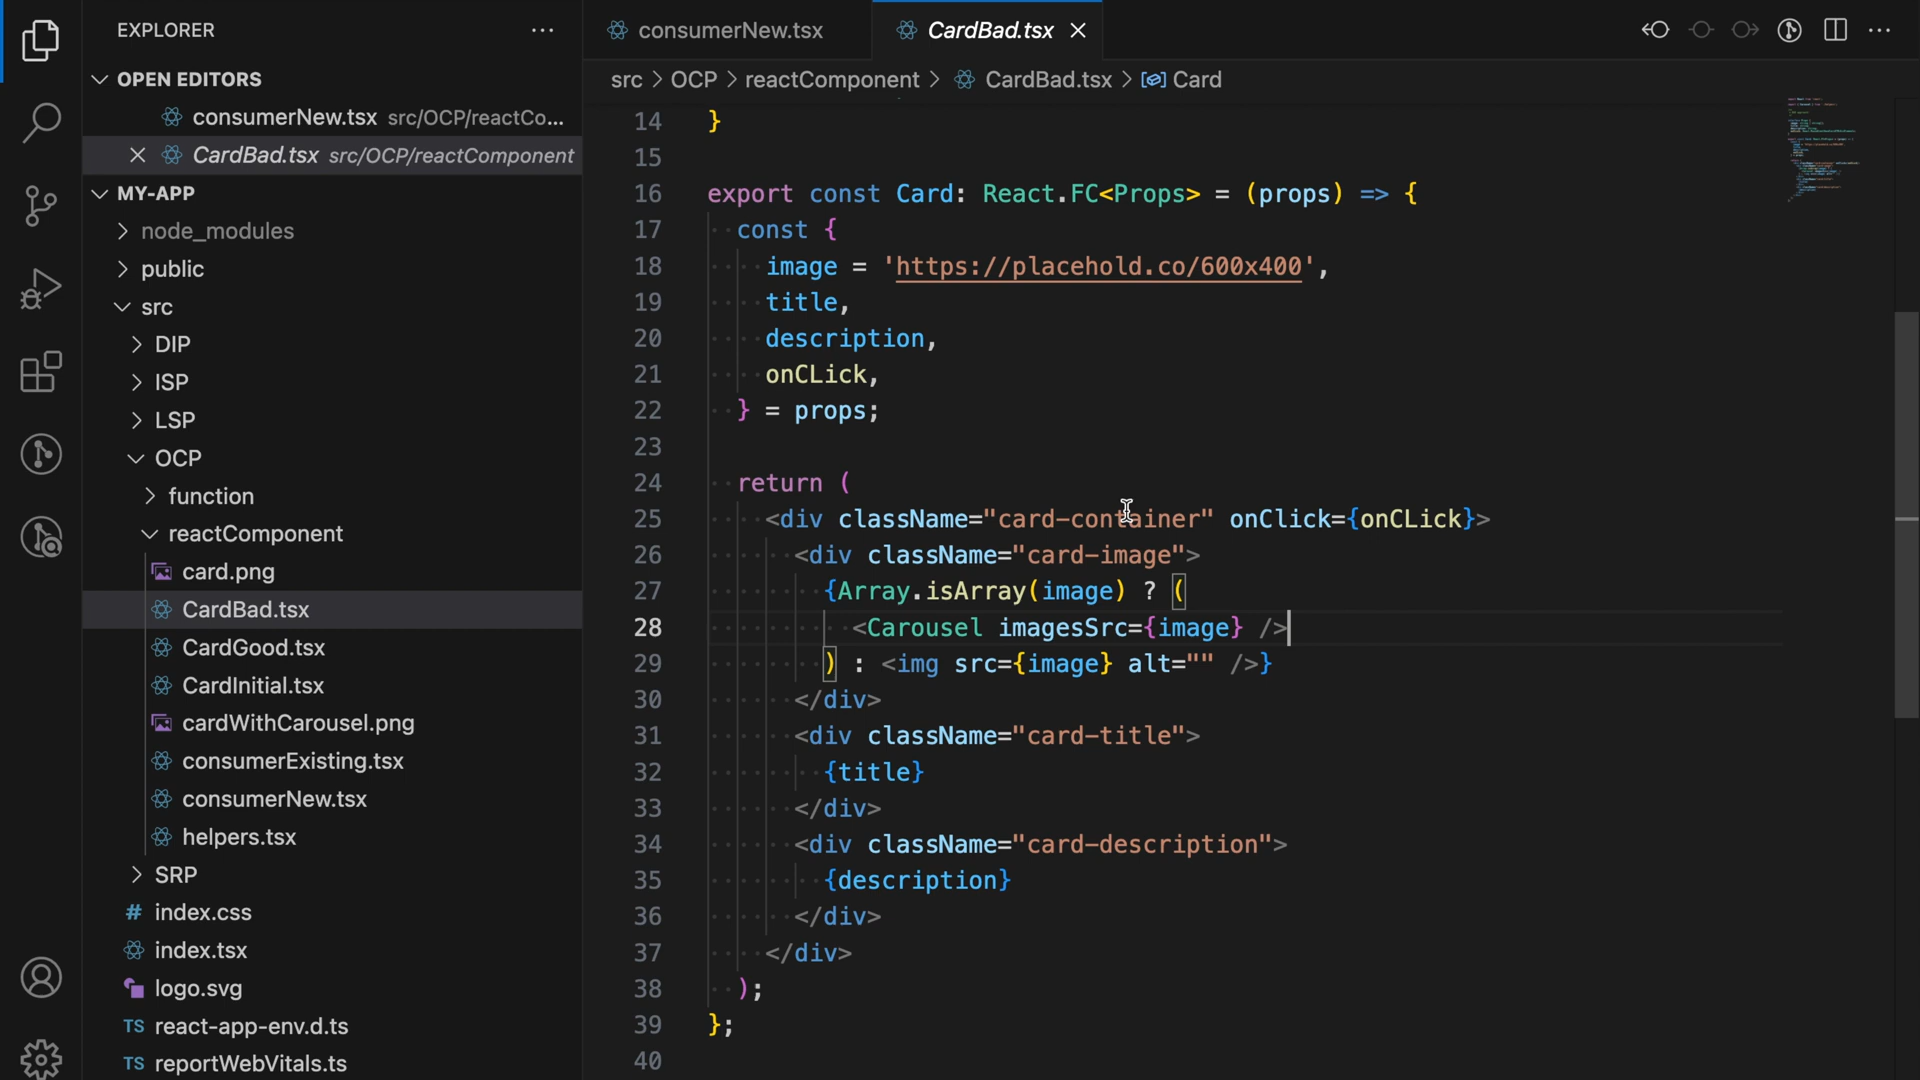 EXPLORER
OPEN EDITORS
consumerNew.tsx src/OCP/reactCo...
CardBad.tsx src/OCP/reactComponent
MY-APP
node_modules
public
src
DIP
ISP
LSP
OCP
function
reactComponent
card.png
CardBad.tsx
CardGood.tsx
CardInitial.tsx
cardWithCarousel.png
consumerExisting.tsx
consumerNew.tsx
helpers.tsx
SRP
# index.css
index.tsx
logo.svg
TS react-app-env.d.ts
TS reportWebVitals.ts
consumerNew.tsx
CardBad.tsx
src > OCP > reactComponent > CardBad.tsx > Card
14 }
15
16 export const Card: React.FC<Props> = (props) => {
17 const {
18 image = 'https://placehold.co/600x400',
19 title,
20 description,
21 onCLick,
22 } = props;
23
24 return (
25 <div className="card-container" onClick={onCLick}>
26 <div className="card-image">
27 {Array.isArray(image) ? (
28 <Carousel imagesSrc={image} />
29 ) : <img src={image} alt="" />}
30 </div>
31 <div className="card-title">
32 {title}
33 </div>
34 <div className="card-description">
35 {description}
36 </div>
37 </div>
38 );
39 };
40